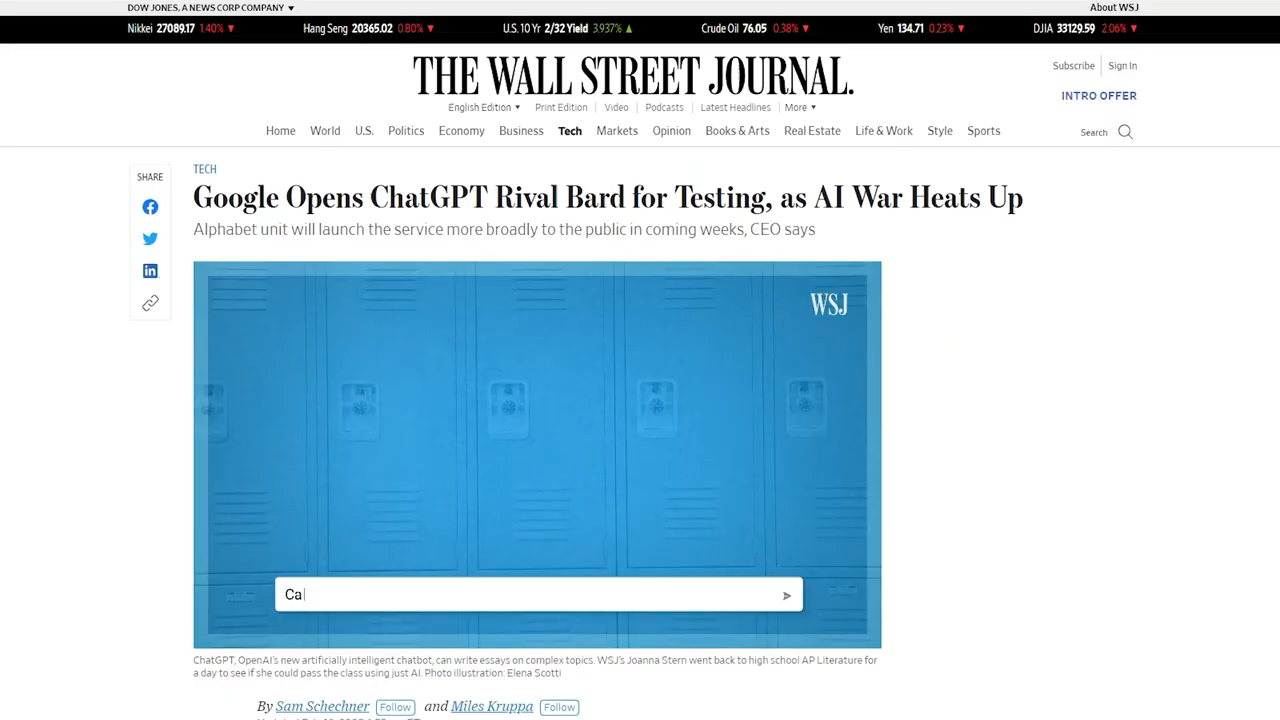 DOW JONES, A NEWS CORP COMPANY
About WSJ
Nikkei 27089.17 1.40% Hang Seng 20365.02 0.80% U.S. 10 Yr 2/32 Yield 3.937% Crude Oil 76.05 0.38% Yen 134.71 0.23% DJIA 33129.59 2.06%
THE WALL STREET JOURNAL.
Subscribe Sign In
INTRO OFFER
English Edition Print Edition Video Podcasts Latest Headlines More
Home World U.S. Politics Economy Business Tech Markets Opinion Books & Arts Real Estate Life & Work Style Sports
Search
SHARE
TECH
Google Opens ChatGPT Rival Bard for Testing, as AI War Heats Up
Alphabet unit will launch the service more broadly to the public in coming weeks, CEO says
WSJ
Ca
ChatGPT, OpenAI's new artificially intelligent chatbot, can write essays on complex topics. WSJ's Joanna Stern went back to high school AP Literature for
a day to see if she could pass the class using just AI. Photo illustration: Elena Scotti
By Sam Schechner Follow and Miles Kruppa Follow